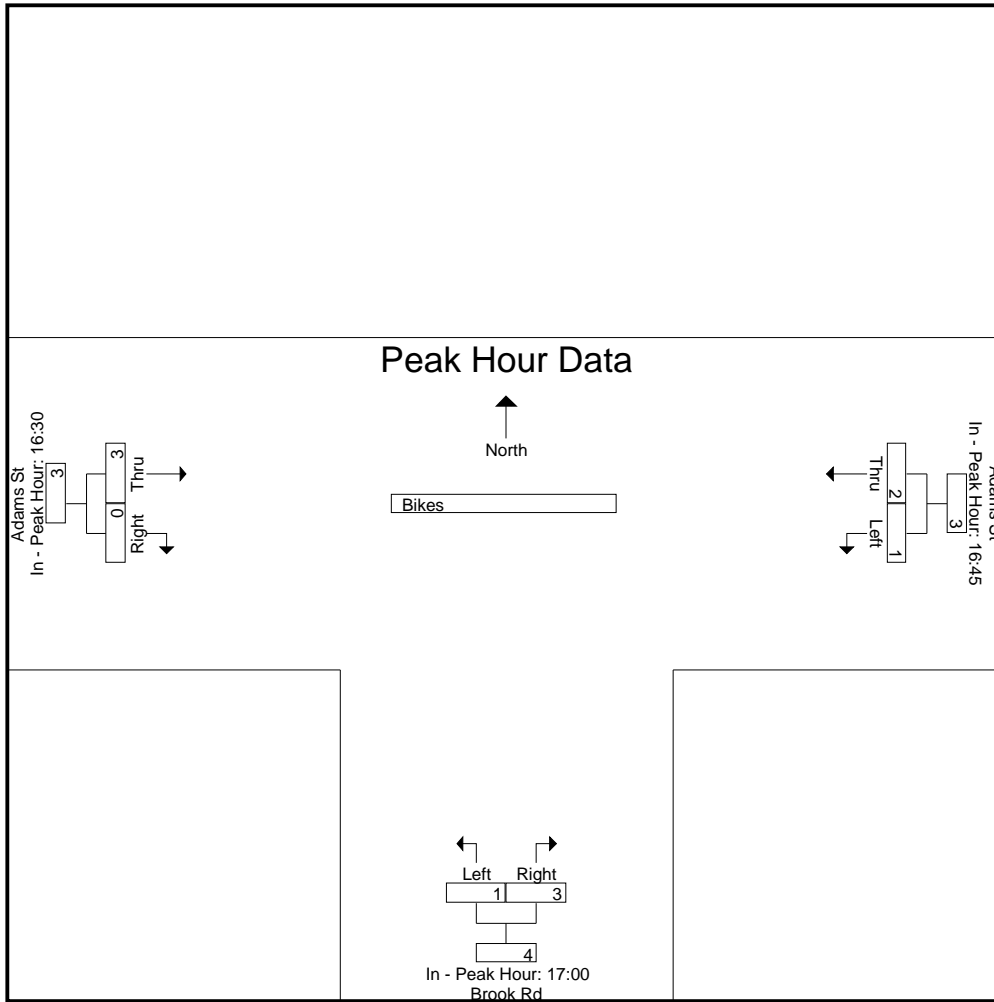 Peak Hour Data
North
Bikes
Adams St
In - Peak Hour: 16:30
3
3
0
Thru
Right
Adams St
In - Peak Hour: 16:45
3
2
1
Thru
Left
Left Right
1 3
4
In - Peak Hour: 17:00
Brook Rd